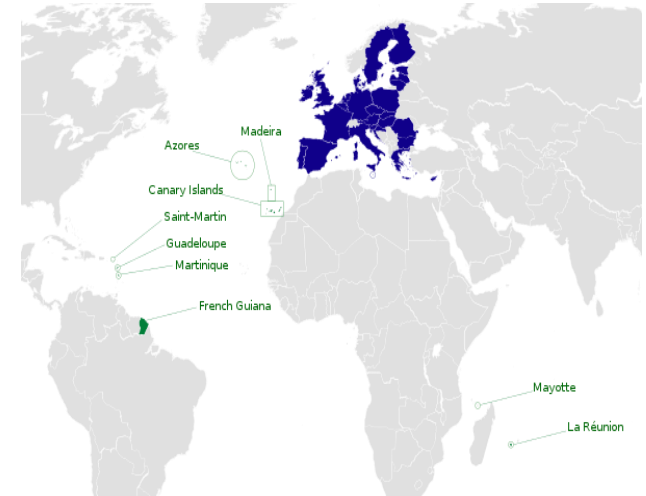 Madeira
Azores
Canary Islands
Saint-Martin
Guadeloupe
Martinique
French Guiana
Mayotte
La Réunion